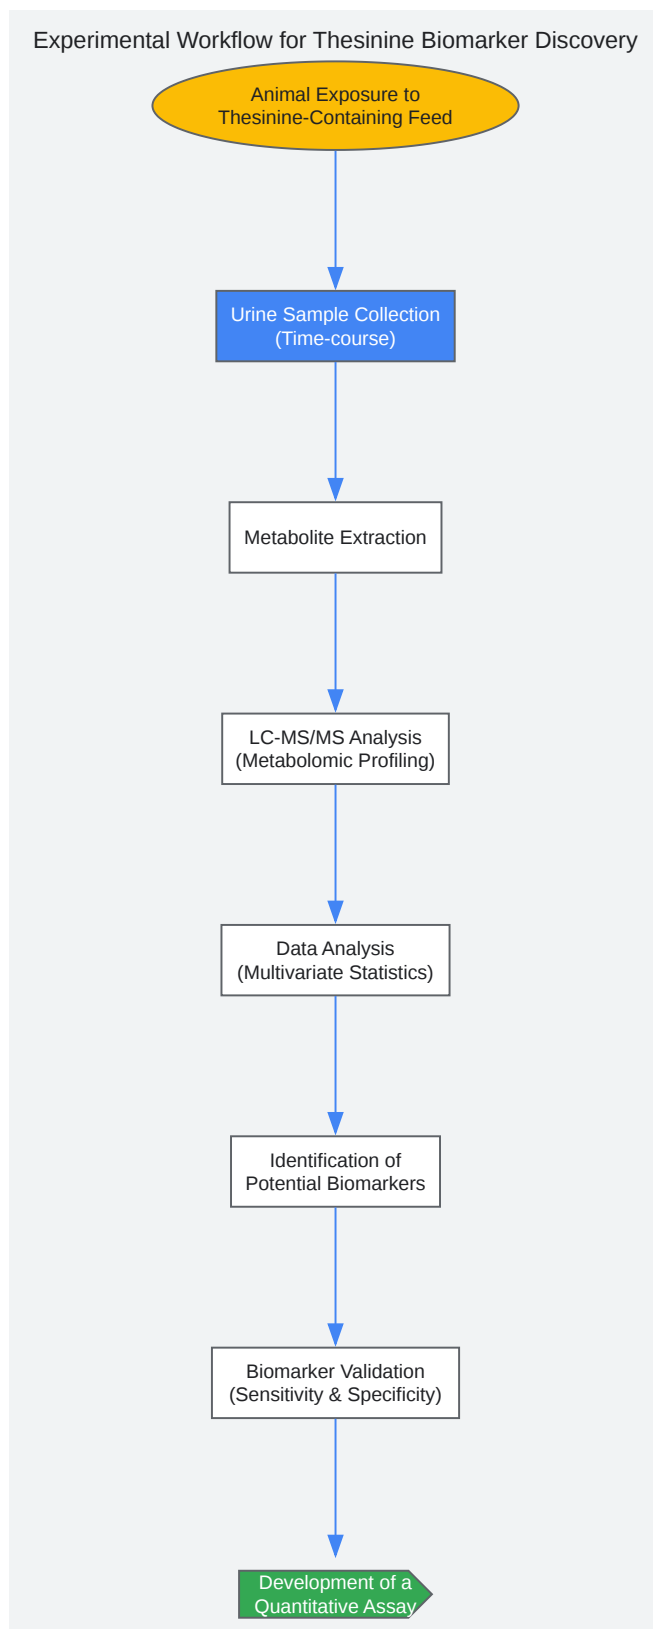 Experimental Workflow for Thesinine Biomarker Discovery
Animal Exposure to
Thesinine-Containing Feed
Urine Sample Collection
(Time-course)
Metabolite Extraction
LC-MS/MS Analysis
(Metabolomic Profiling)
Data Analysis
(Multivariate Statistics)
Identification of
Potential Biomarkers
Biomarker Validation
(Sensitivity & Specificity)
Development of a
Quantitative Assay